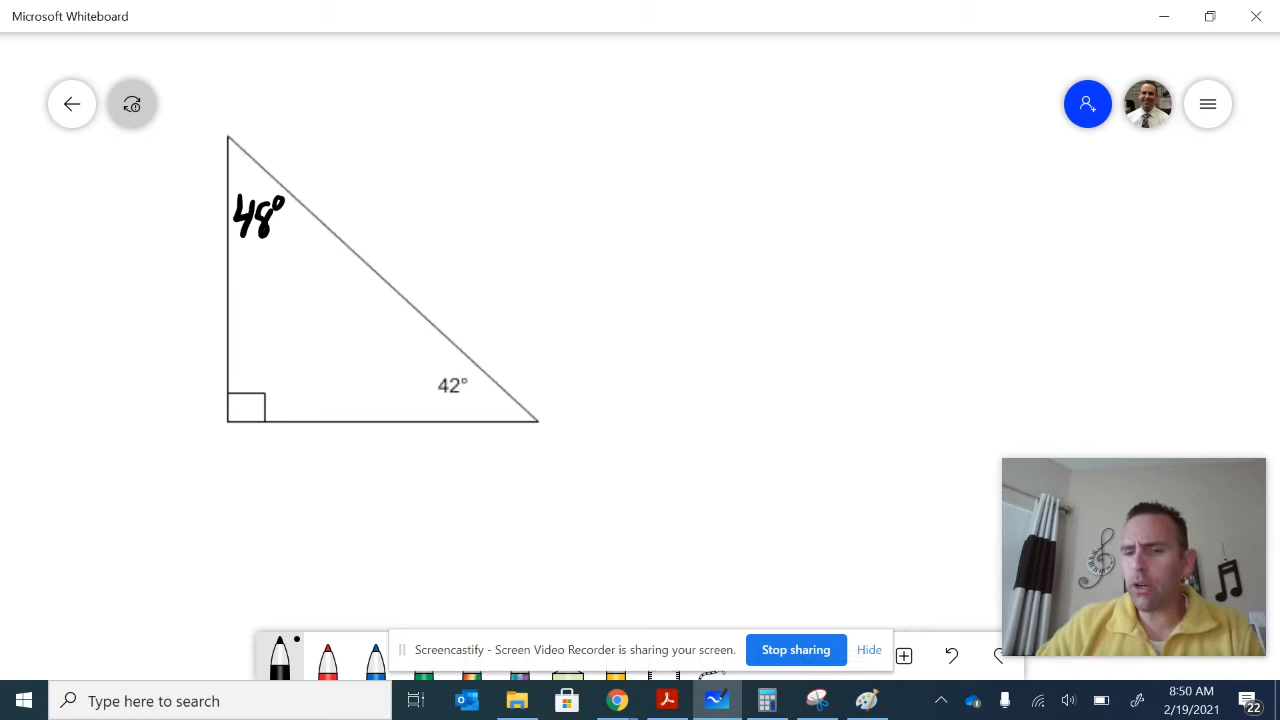 Microsoft Whiteboard
48°
42°
Screencastify - Screen Video Recorder is sharing your screen.
Stop sharing
Hide
Type here to search
8:50 AM
2/19/2021
22